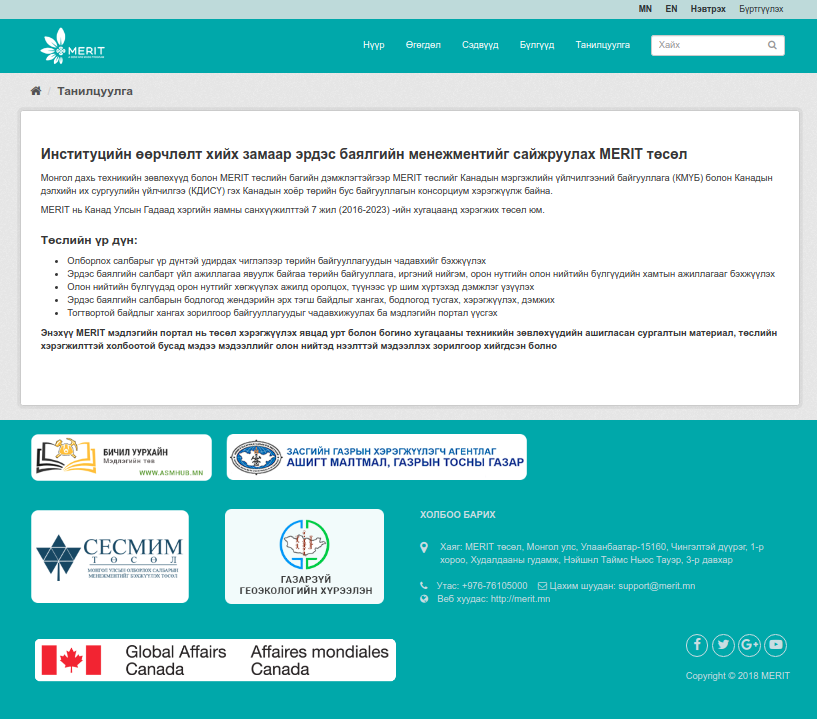 MN EN Нэвтрэх Бүртгүүлэх
MERIT
Нүүр Өгөгдөл Сэдвүүд Бүлгүүд Танилцуулга Хайх
/ Танилцуулга
Институцийн өөрчлөлт хийх замаар эрдэс баялгийн менежментийг сайжруулах MERIT төсөл
Монгол дахь техникийн зөвлөхүүд болон MERIT төслийн багийн дэмжлэгтэйгээр MERIT төслийг Канадын мэргэжлийн үйлчилгээний байгууллага (КМҮБ) болон Канадын
дэлхийн их сургуулийн үйлчилгээ (КДИСҮ) гэх Канадын хоёр төрийн бус байгууллагын консорциум хэрэгжүүлж байна.
MERIT нь Канад Улсын Гадаад хэргийн яамны санхүүжилттэй 7 жил (2016-2023) -ийн хугацаанд хэрэгжих төсөл юм.
Төслийн үр дүн:
• Олборлох салбарыг үр дүнтэй удирдах чиглэлээр төрийн байгууллагуудын чадавхийг бэхжүүлэх
• Эрдэс баялгийн салбарт үйл ажиллагаа явуулж байгаа төрийн байгууллага, иргэний нийгэм, орон нутгийн олон нийтийн бүлгүүдийн хамтын ажиллагааг бэхжүүлэх
• Олон нийтийн бүлгүүдэд орон нутгийг хөгжүүлэх ажилд оролцох, түүнээс үр шим хүртэхэд дэмжлэг үзүүлэх
• Эрдэс баялгийн салбарын бодлогод жендэрийн эрх тэгш байдлыг хангах, бодлогод тусгах, хэрэгжүүлэх, дэмжих
• Тогтвортой байдлыг хангах зорилгоор байгууллагуудыг чадавхижуулах ба мэдлэгийн портал үүсгэх
Энэхүү MERIT мэдлэгийн портал нь төсөл хэрэгжүүлэх явцад урт болон богино хугацааны техникийн зөвлөхүүдийн ашигласан сургалтын материал, төслийн
хэрэгжилттэй холбоотой бусад мэдээ мэдээллийг олон нийтэд нээлттэй мэдээллэх зорилгоор хийгдсэн болно
БИЧИЛ УУРХАЙН
Мэдлэгийн төв
WWW.ASMHUB.MN
ЗАСГИЙН ГАЗРЫН ХЭРЭГЖҮҮЛЭГЧ АГЕНТЛАГ
АШИГТ МАЛТМАЛ, ГАЗРЫН ТОСНЫ ГАЗАР
СЕСМИМ
ТӨСӨЛ
МОНГОЛ УЛСЫН ОЛБОРЛОХ САЛБАРЫН
МЕНЕЖМЕНТИЙГ БЭХЖҮҮЛЭХ ТӨСӨЛ
ГАЗАРЗҮЙ
ГЕОЭКОЛОГИЙН ХҮРЭЭЛЭН
ХОЛБОО БАРИХ
Хаяг: MERIT төсөл, Монгол улс, Улаанбаатар-15160, Чингэлтэй дүүрэг, 1-р
хороо, Худалдааны гудамж, Нэйшнл Таймс Ньюс Тауэр, 3-р давхар
Утас: +976-76105000 Цахим шуудан: support@merit.mn
Веб хуудас: http://merit.mn
Global Affairs Affaires mondiales
Canada Canada
Copyright © 2018 MERIT